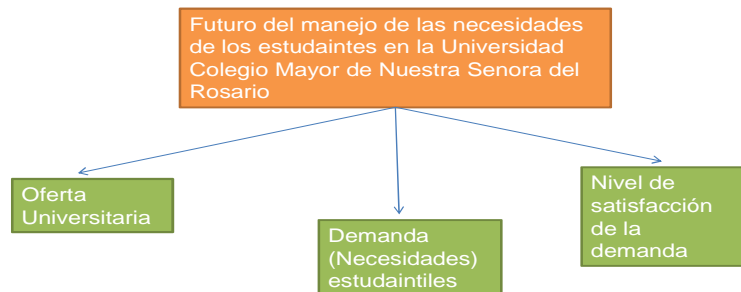 Futuro del manejo de las necesidades
de los estudaintes en la Universidad
Colegio Mayor de Nuestra Senora del
Rosario
Oferta
Universitaria
Demanda
(Necesidades)
estudaintiles
Nivel de
satisfacción
de la
demanda